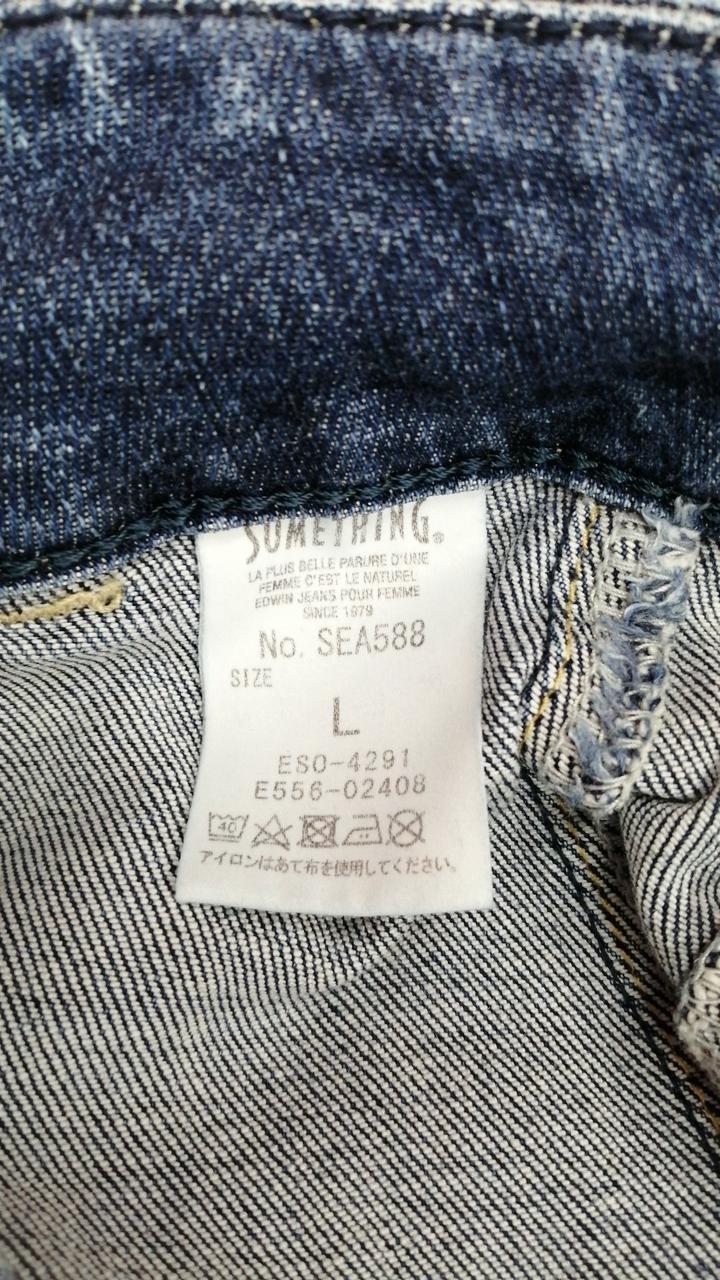 SOMETHING®
LA PLUS BELLE PARURE D'UNE
FEMME C'EST LE NATUREL
EDWIN JEANS POUR FEMME
SINCE 1979
No. SEA588
SIZE
L
ESO-4291
E556-02408
40
アイロンはあて布を使用してください。